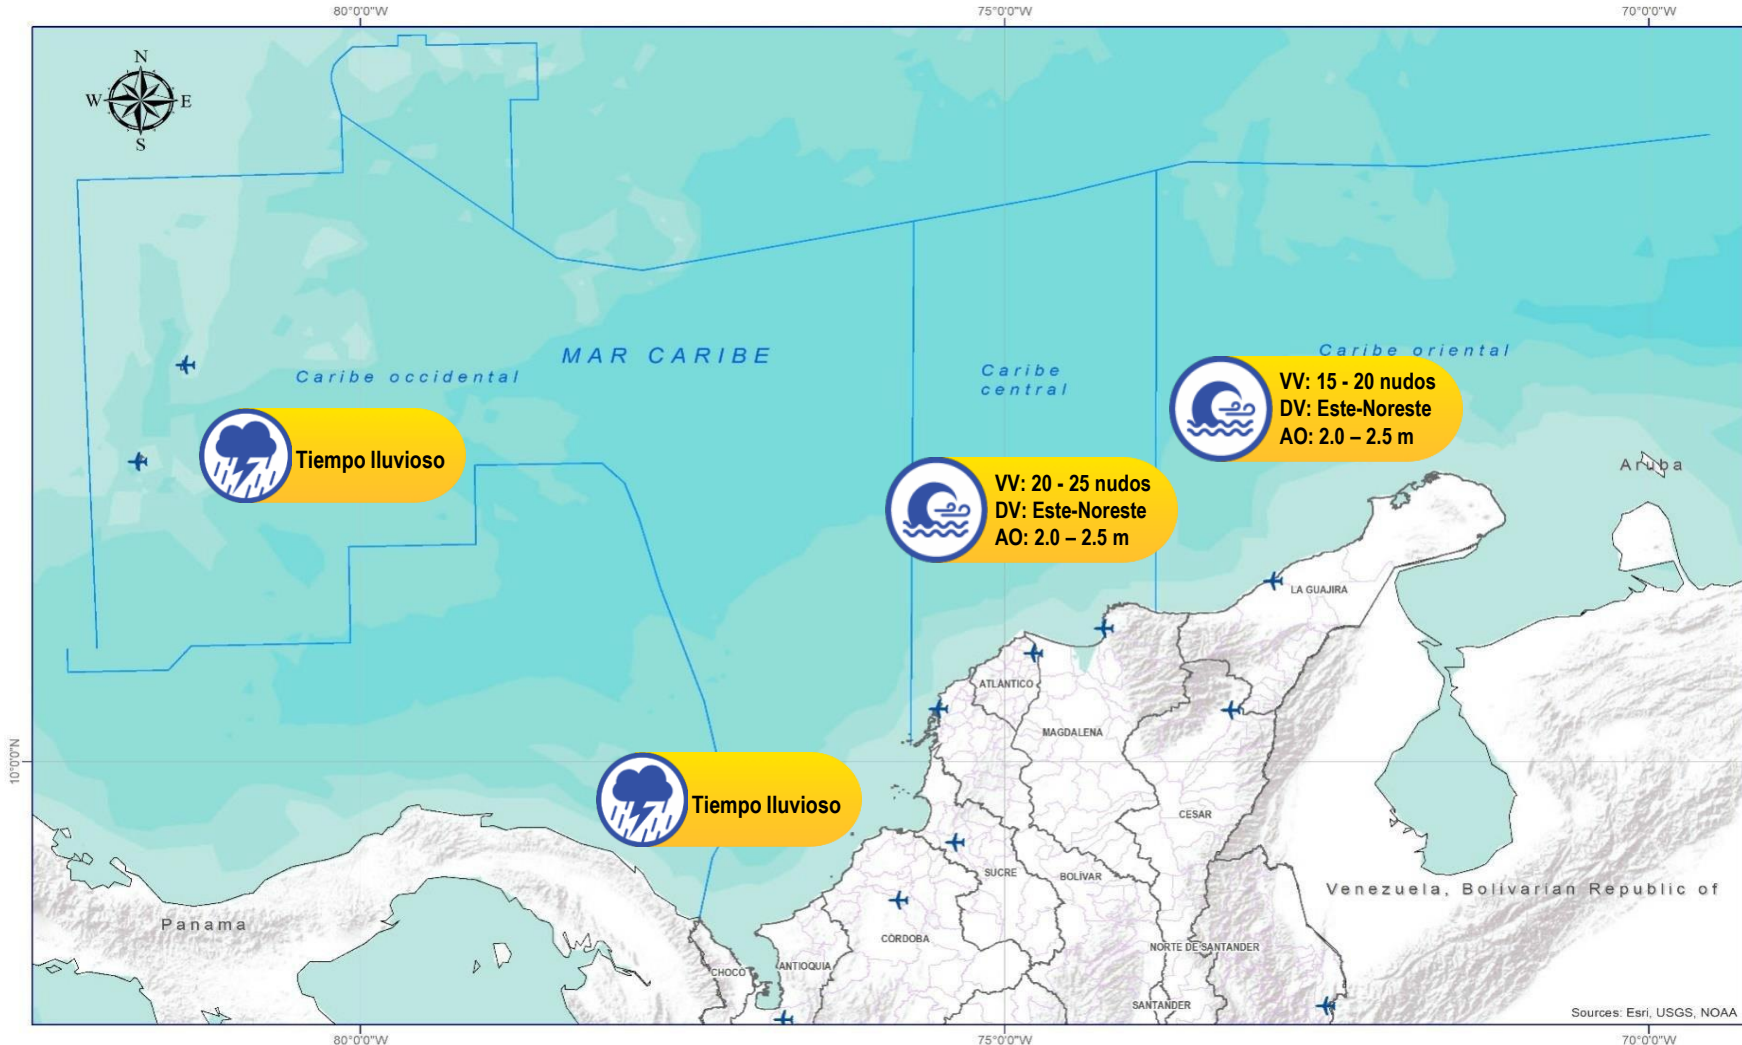 80°0'0"W
75°0'0"W
70°0'0"W
N
W
E
S
MAR CARIBE
Caribe occidental
Caribe
central
Caribe oriental
VV: 15 - 20 nudos
DV: Este-Noreste
AO: 2.0 – 2.5 m
Tiempo lluvioso
VV: 20 - 25 nudos
DV: Este-Noreste
AO: 2.0 – 2.5 m
Aruba
LA GUAJIRA
ATLÁNTICO
MAGDALENA
10°0'0"N
Tiempo lluvioso
CESAR
SUCRE
BOLÍVAR
Venezuela, Bolivarian Republic of
Panama
CÓRDOBA
NORTE DE SANTANDER
CHOCÓ
ANTIOQUIA
SANTANDER
Sources: Esri, USGS, NOAA
80°0'0"W
75°0'0"W
70°0'0"W